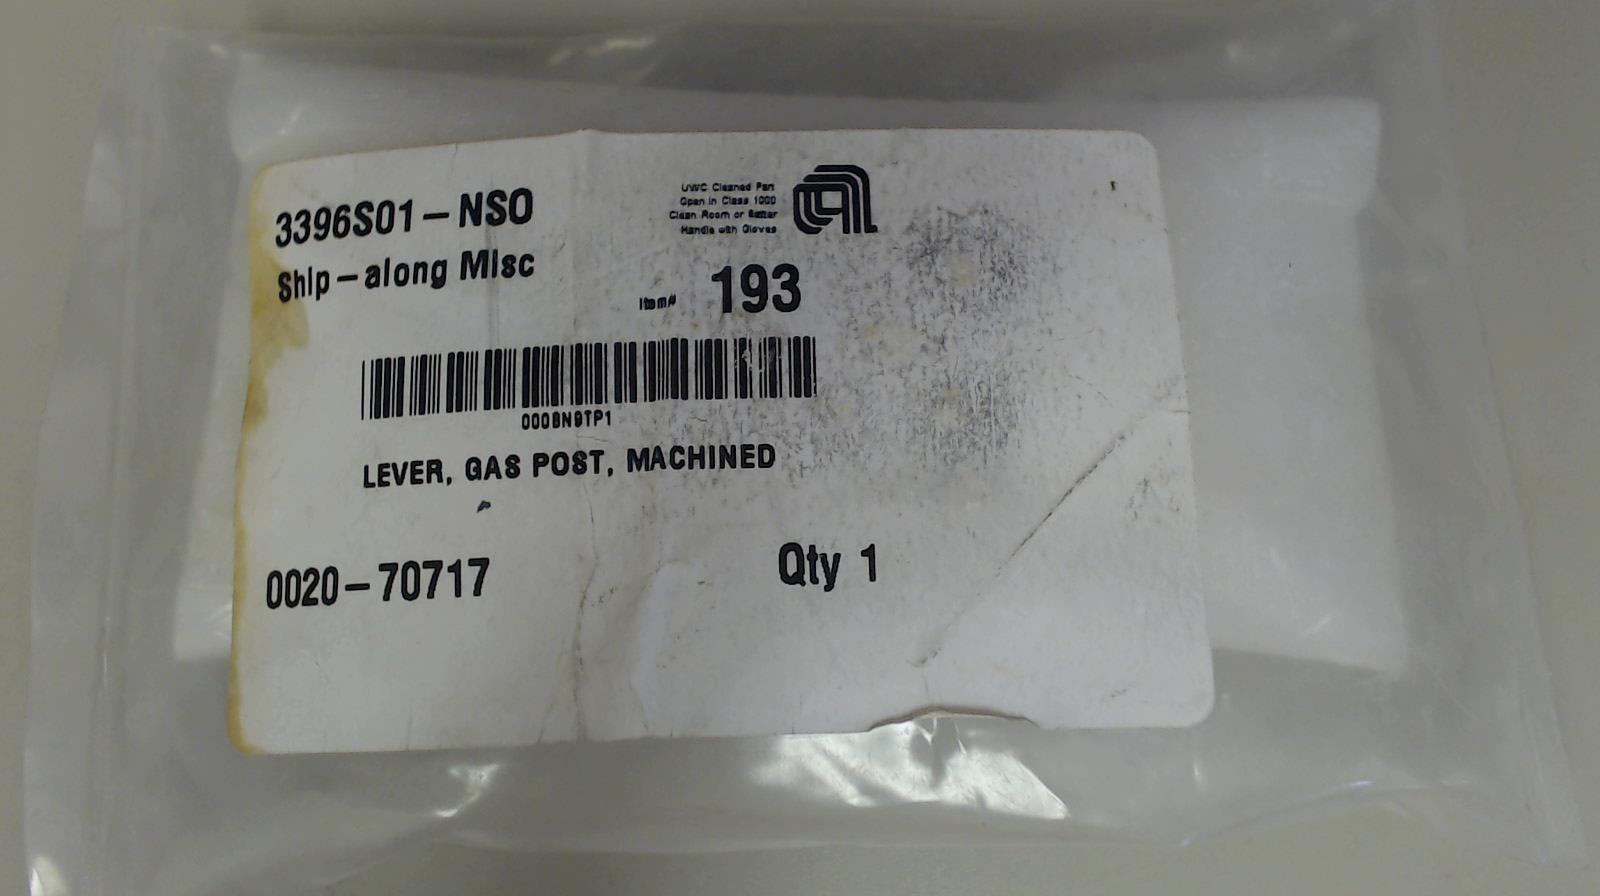 3396S01-NSO
Ship-along Misc
UWC Cleaned Part
Open in Class 1000
Clean Room or Better
Handle with Gloves
Item# 193
0008N9TP1
LEVER, GAS POST, MACHINED
0020-70717
Qty 1